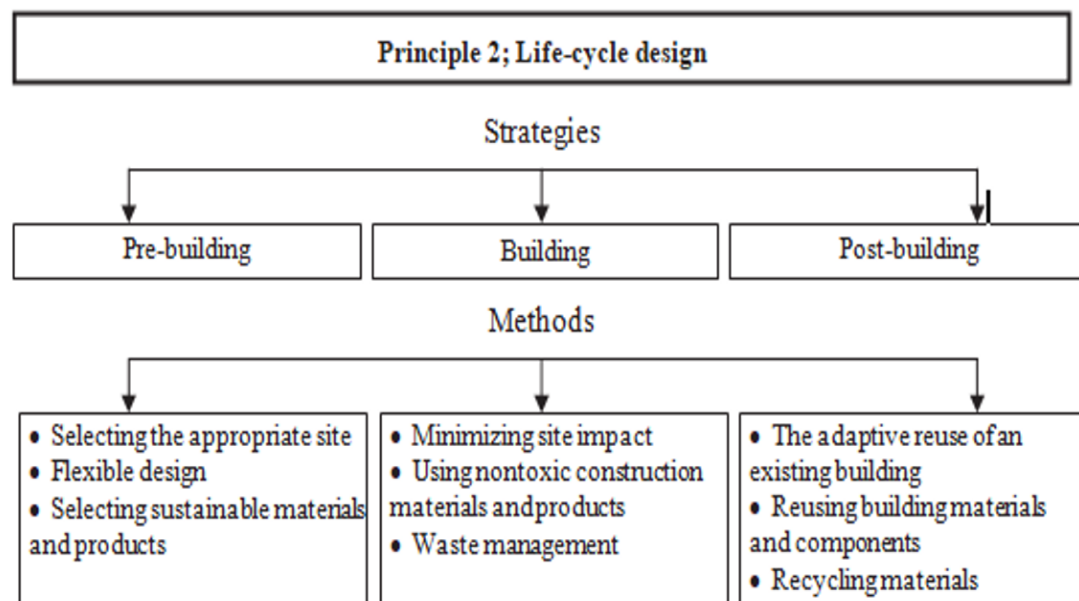 Principle 2; Life-cycle design
Strategies
Pre-building
Building
Post-building
Methods
• Selecting the appropriate site
• Flexible design
• Selecting sustainable materials
and products
• Minimizing site impact
• Using nontoxic construction
materials and products
• Waste management
• The adaptive reuse of an
existing building
• Reusing building materials
and components
• Recycling materials